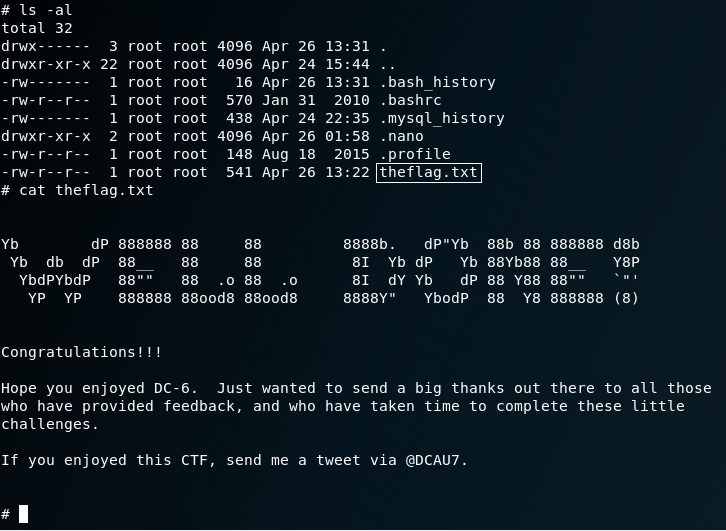 # ls -al
total 32
drwx------  3 root root 4096 Apr 26 13:31 .
drwxr-xr-x 22 root root 4096 Apr 24 15:44 ..
-rw-------  1 root root   16 Apr 26 13:31 .bash_history
-rw-r--r--  1 root root  570 Jan 31  2010 .bashrc
-rw-------  1 root root  438 Apr 24 22:35 .mysql_history
drwxr-xr-x  2 root root 4096 Apr 26 01:58 .nano
-rw-r--r--  1 root root  148 Aug 18  2015 .profile
-rw-r--r--  1 root root  541 Apr 26 13:22 theflag.txt
# cat theflag.txt
Yb        dP 888888 88     88         8888b.   dP"Yb  88b 88 888888 d8b
 Yb  db  dP  88__   88     88          8I  Yb dP   Yb 88Yb88 88__   Y8P
  YbdPYbdP   88""   88  .o 88  .o      8I  dY Yb   dP 88 Y88 88""   `"'
   YP  YP    888888 88ood8 88ood8     8888Y"   YbodP  88  Y8 888888 (8)
Congratulations!!!
Hope you enjoyed DC-6.  Just wanted to send a big thanks out there to all those
who have provided feedback, and who have taken time to complete these little
challenges.
If you enjoyed this CTF, send me a tweet via @DCAU7.
#